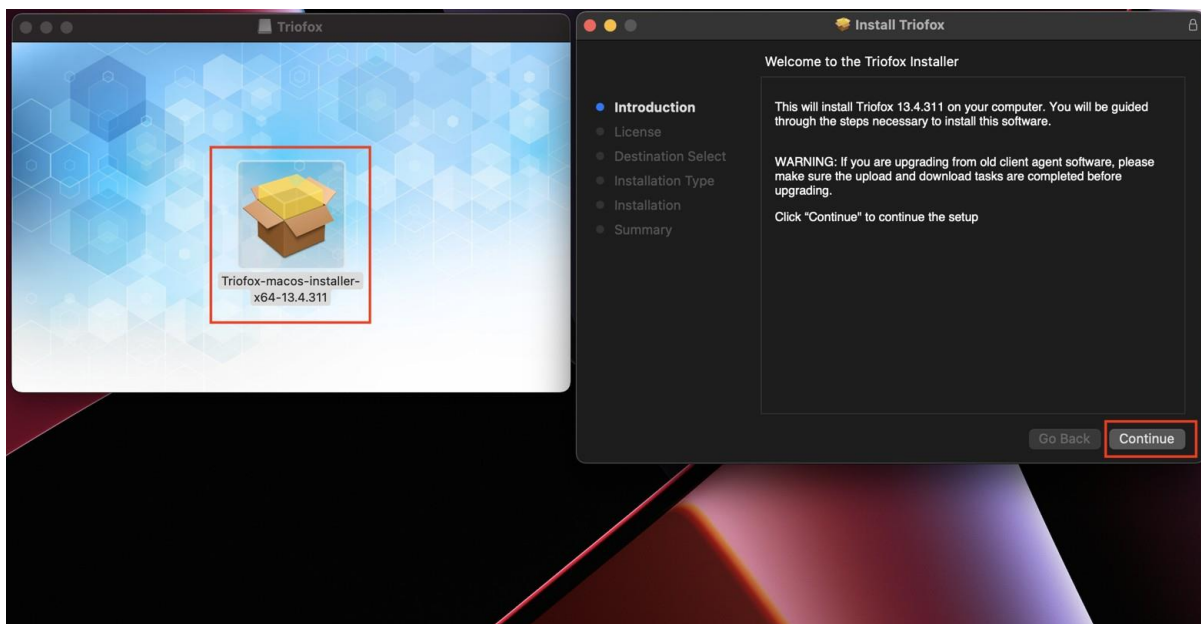 Triofox
Triofox-macos-installer-
x64-13.4.311
Install Triofox
Welcome to the Triofox Installer
Introduction
License
Destination Select
Installation Type
Installation
Summary
This will install Triofox 13.4.311 on your computer. You will be guided
through the steps necessary to install this software.
WARNING: If you are upgrading from old client agent software, please
make sure the upload and download tasks are completed before
upgrading.
Click “Continue” to continue the setup
Go Back
Continue